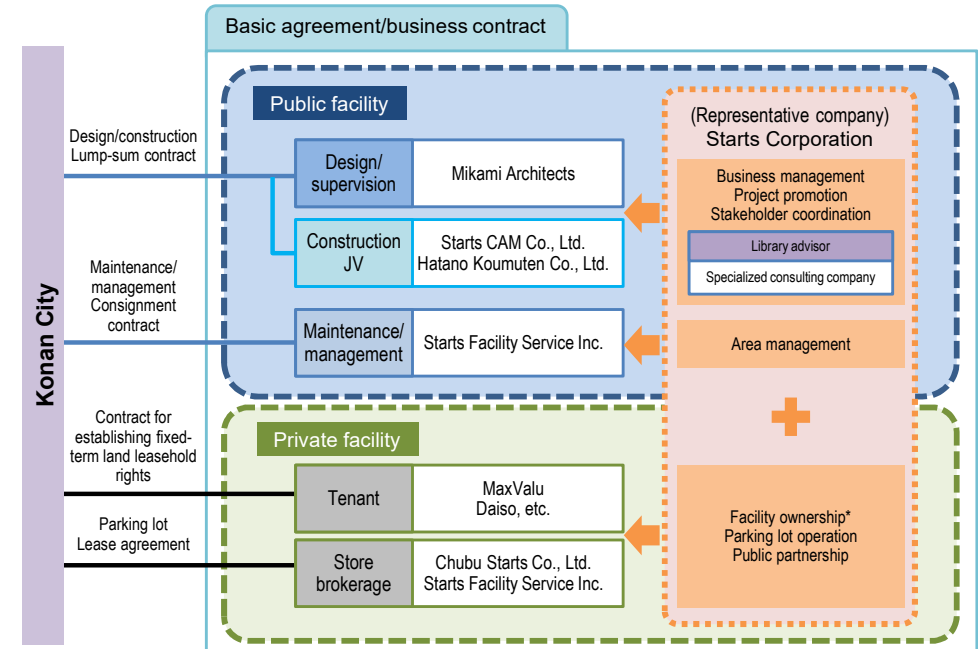 Basic agreement/business contract
Konan City
Design/construction
Lump-sum contract
Maintenance/
management
Consignment
contract
Contract for
establishing fixed-
term land leasehold
rights
Parking lot
Lease agreement
Public facility
Design/
supervision
Mikami Architects
Construction
JV
Starts CAM Co., Ltd.
Hatano Koumuten Co., Ltd.
Maintenance/
management
Starts Facility Service Inc.
Private facility
Tenant
MaxValu
Daiso, etc.
Store
brokerage
Chubu Starts Co., Ltd.
Starts Facility Service Inc.
(Representative company)
Starts Corporation
Business management
Project promotion
Stakeholder coordination
Library advisor
Specialized consulting company
Area management
Facility ownership*
Parking lot operation
Public partnership